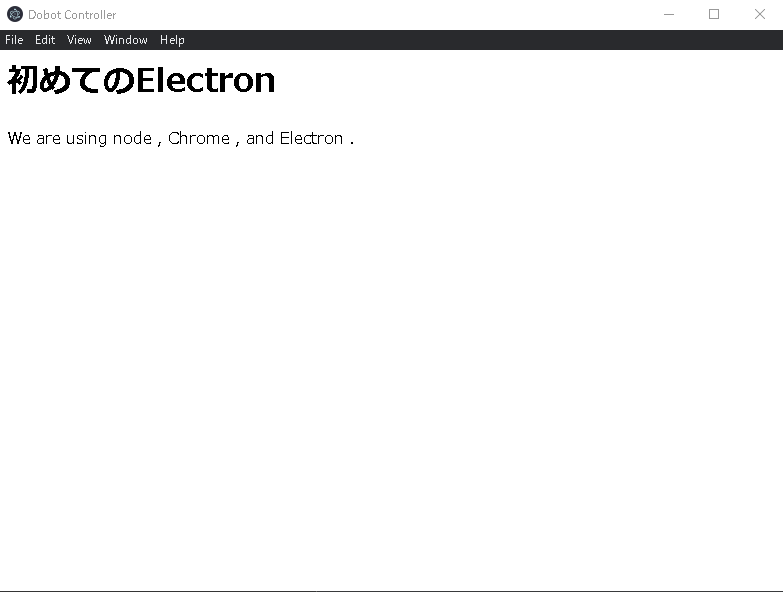 Dobot Controller
File Edit View Window Help
初めてのElectron
We are using node , Chrome , and Electron .